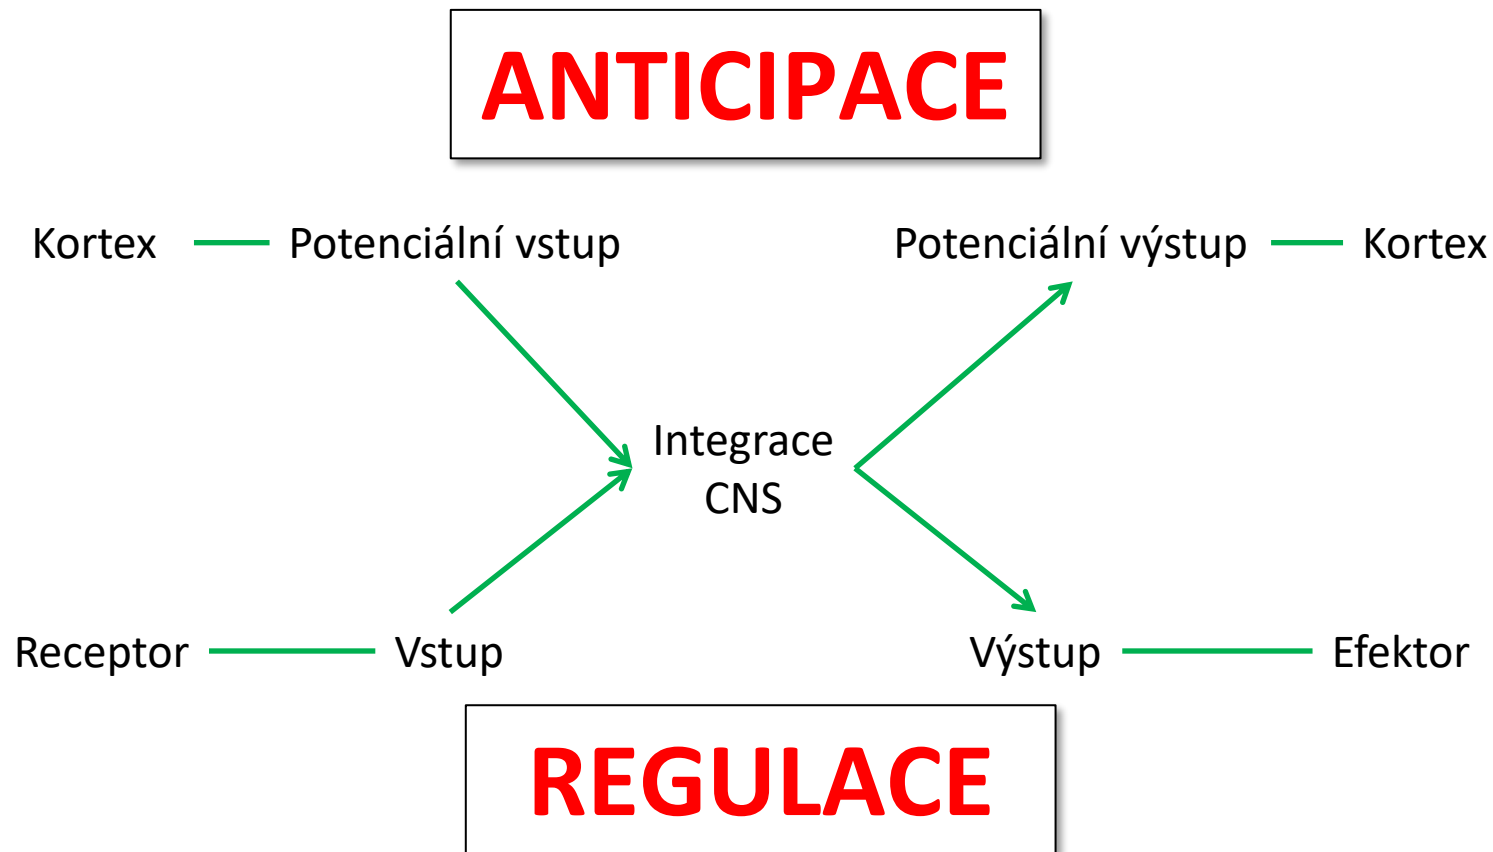 ANTICIPACE
Kortex
Potenciální vstup
Potenciální výstup
Kortex
Integrace
CNS
Receptor
Vstup
Výstup
Efektor
REGULACE